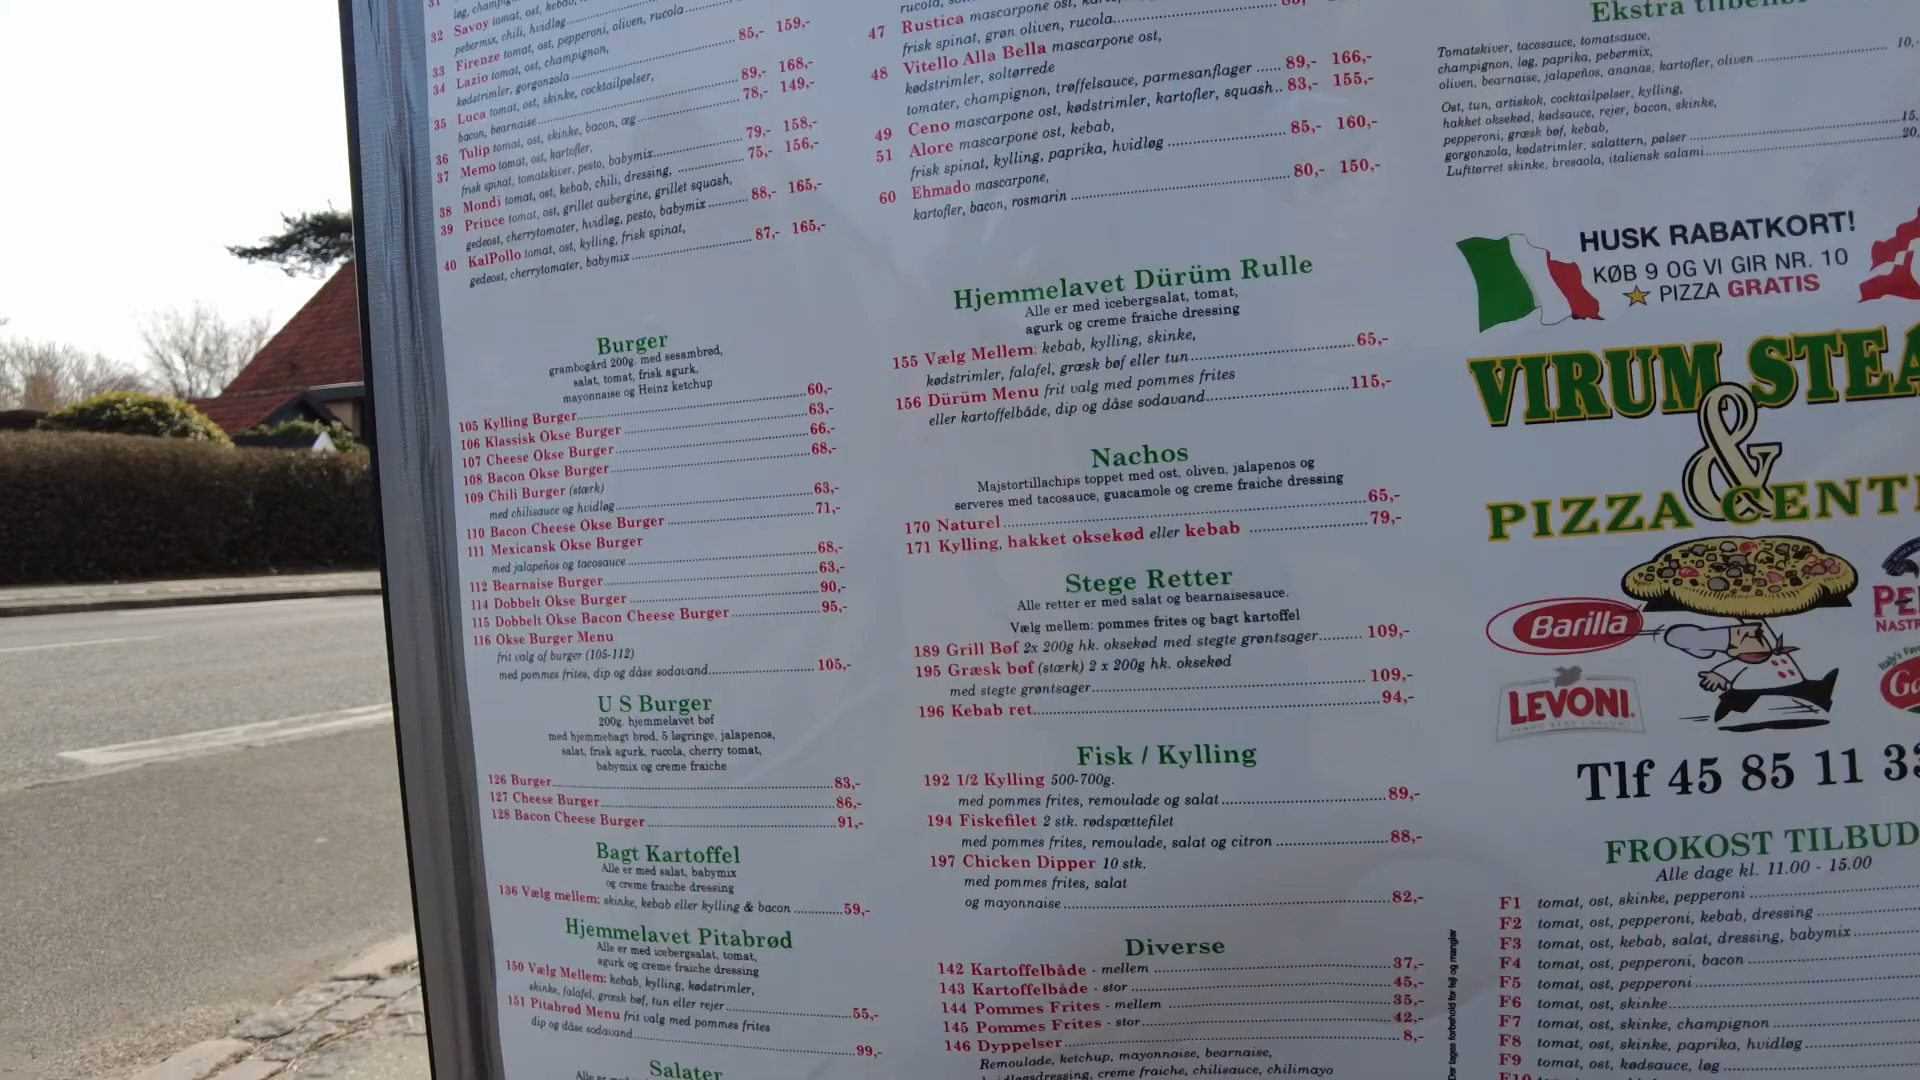 31
løg, champig
32 Savoy tomat, ost, kebab,
pebermix, chili, hvidløg
33 Firenze tomat, ost, pepperoni, oliven, rucola
34 Lazio tomat, ost, champignon,
kødstrimler, gorgonzola ..... 85,- 159,-
35 Luca tomat, ost, skinke, cocktailpølser,
bacon, bearnaise ..... 89,- 168,-
36 Tulip tomat, ost, skinke, bacon, æg ..... 78,- 149,-
37 Memo tomat, ost, kartofler,
frisk spinat, tomatskiver, pesto, babymix ..... 79,- 158,-
38 Mondi tomat, ost, kebab, chili, dressing, ..... 75,- 156,-
39 Prince tomat, ost, grillet aubergine, grillet squash,
gedeost, cherrytomater, hvidløg, pesto, babymix ..... 88,- 165,-
40 KalPollo tomat, ost, kylling, frisk spinat,
gedeost, cherrytomater, babymix ..... 87,- 165,-
Burger
grambogård 200g. med sesambrød,
salat, tomat, frisk agurk,
mayonnaise og Heinz ketchup
105 Kylling Burger ..... 60,-
106 Klassisk Okse Burger ..... 63,-
107 Cheese Okse Burger ..... 66,-
108 Bacon Okse Burger ..... 68,-
109 Chili Burger (stærk)
med chilisauce og hvidløg ..... 63,-
110 Bacon Cheese Okse Burger ..... 71,-
111 Mexicansk Okse Burger
med jalapeños og tacosauce ..... 68,-
112 Bearnaise Burger ..... 63,-
114 Dobbelt Okse Burger ..... 90,-
115 Dobbelt Okse Bacon Cheese Burger ..... 95,-
116 Okse Burger Menu
frit valg af burger (105-112)
med pommes frites, dip og dåse sodavand ..... 105,-
U S Burger
200g. hjemmelavet bøf
med hjemmebagt brød, 5 løgringe, jalapenos,
salat, frisk agurk, rucola, cherry tomat,
babymix og creme fraiche
126 Burger ..... 83,-
127 Cheese Burger ..... 86,-
128 Bacon Cheese Burger ..... 91,-
Bagt Kartoffel
Alle er med salat, babymix
og creme fraiche dressing
136 Vælg mellem: skinke, kebab eller kylling & bacon ..... 59,-
Hjemmelavet Pitabrød
Alle er med icebergsalat, tomat,
agurk og creme fraiche dressing
150 Vælg Mellem: kebab, kylling, kødstrimler,
skinke, falafel, græsk bøf, tun eller rejer ..... 55,-
151 Pitabrød Menu frit valg med pommes frites
dip og dåse sodavand ..... 99,-
Salater
47 Rustica mascarpone ost,
frisk spinat, grøn oliven, rucola
48 Vitello Alla Bella mascarpone ost,
kødstrimler, soltørrede
tomater, champignon, trøffelsauce, parmesanflager ..... 89,- 166,-
49 Ceno mascarpone ost, kødstrimler, kartofler, squash.. 83,- 155,-
51 Alore mascarpone ost, kebab,
frisk spinat, kylling, paprika, hvidløg ..... 85,- 160,-
60 Ehmado mascarpone,
kartofler, bacon, rosmarin ..... 80,- 150,-
Hjemmelavet Dürüm Rulle
Alle er med icebergsalat, tomat,
agurk og creme fraiche dressing
155 Vælg Mellem: kebab, kylling, skinke,
kødstrimler, falafel, græsk bøf eller tun ..... 65,-
156 Dürüm Menu frit valg med pommes frites
eller kartoffelbåde, dip og dåse sodavand ..... 115,-
Nachos
Majstortillachips toppet med ost, oliven, jalapenos og
serveres med tacosauce, guacamole og creme fraiche dressing
170 Naturel ..... 65,-
171 Kylling, hakket oksekød eller kebab ..... 79,-
Stege Retter
Alle retter er med salat og bearnaisesauce.
Vælg mellem: pommes frites og bagt kartoffel
189 Grill Bøf 2x 200g hk. oksekød med stegte grøntsager ..... 109,-
195 Græsk bøf (stærk) 2 x 200g hk. oksekød
med stegte grøntsager ..... 109,-
196 Kebab ret ..... 94,-
Fisk / Kylling
192 1/2 Kylling 500-700g.
med pommes frites, remoulade og salat ..... 89,-
194 Fiskefilet 2 stk. rødspættefilet
med pommes frites, remoulade, salat og citron ..... 88,-
197 Chicken Dipper 10 stk.
med pommes frites, salat
og mayonnaise ..... 82,-
Diverse
142 Kartoffelbåde - mellem ..... 37,-
143 Kartoffelbåde - stor ..... 45,-
144 Pommes Frites - mellem ..... 35,-
145 Pommes Frites - stor ..... 42,-
146 Dyppelser ..... 8,-
Remoulade, ketchup, mayonnaise, bearnaise,
hvidløgsdressing, creme fraiche, chilisauce, chilimayo
Der tages forbehold for fejl og mangler
Ekstra tilbehør
Tomatskiver, tacosauce, tomatsauce,
champignon, løg, paprika, pebermix,
oliven, bearnaise, jalapeños, ananas, kartofler, oliven ..... 10,-
Ost, tun, artiskok, cocktailpølser, kylling,
hakket oksekød, kødsauce, rejer, bacon, skinke,
pepperoni, græsk bøf, kebab,
gorgonzola, kødstrimler, salattern, pølser ..... 15,
Lufttørret skinke, bresaola, italiensk salami ..... 20,
HUSK RABATKORT!
KØB 9 OG VI GIR NR. 10
PIZZA GRATIS
VIRUM STEA
&
PIZZA CENT
Barilla
LEVONI
Tlf 45 85 11 33
FROKOST TILBUD
Alle dage kl. 11.00 - 15.00
F1 tomat, ost, skinke, pepperoni
F2 tomat, ost, pepperoni, kebab, dressing
F3 tomat, ost, kebab, salat, dressing, babymix
F4 tomat, ost, pepperoni, bacon
F5 tomat, ost, pepperoni
F6 tomat, ost, skinke
F7 tomat, ost, skinke, champignon
F8 tomat, ost, skinke, paprika, hvidløg
F9 tomat, ost, kødsauce, løg
F10